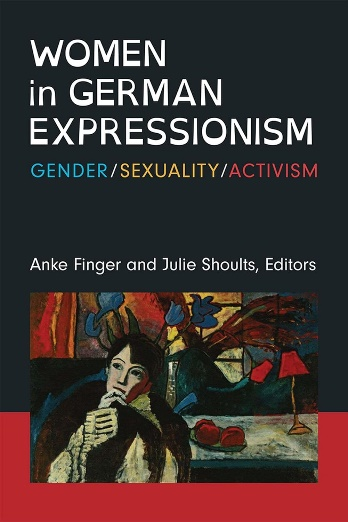 WOMEN
in GERMAN
EXPRESSIONISM
GENDER/SEXUALITY/ACTIVISM
Anke Finger and Julie Shoults, Editors